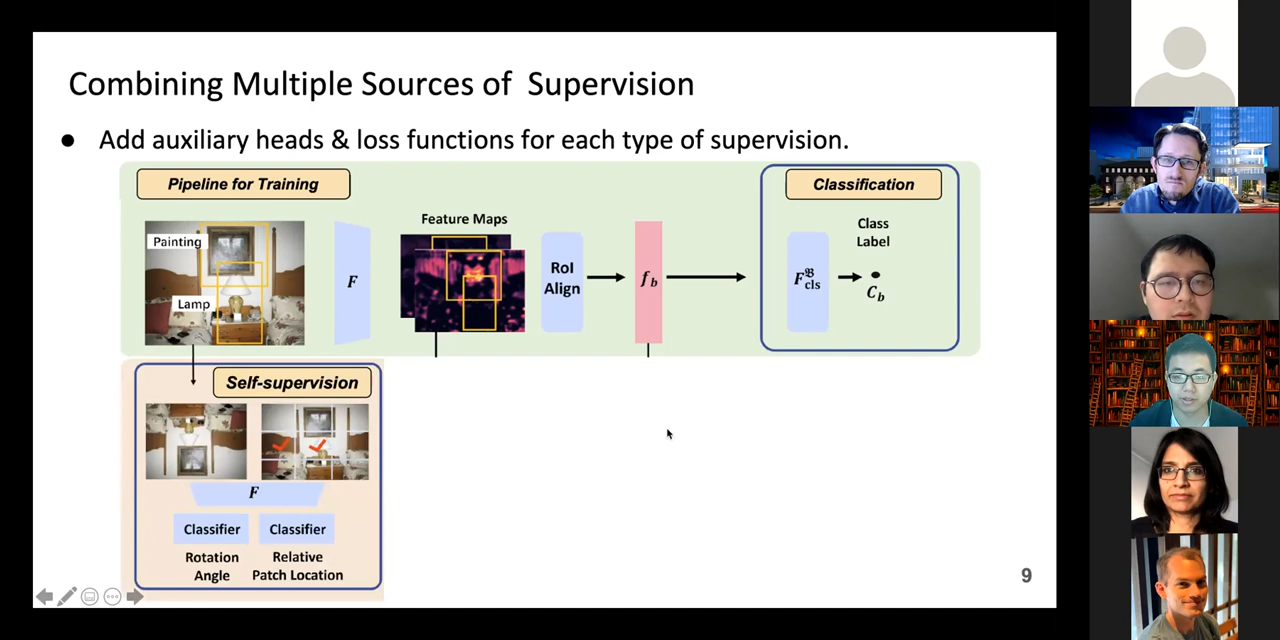 Combining Multiple Sources of Supervision
● Add auxiliary heads & loss functions for each type of supervision.
Pipeline for Training
Classification
Feature Maps
Class
Label
Painting
Lamp
F
RoI
Align
f_b
F_cls^𝔅
C_b
Self-supervision
F
Classifier
Classifier
Rotation
Angle
Relative
Patch Location
9